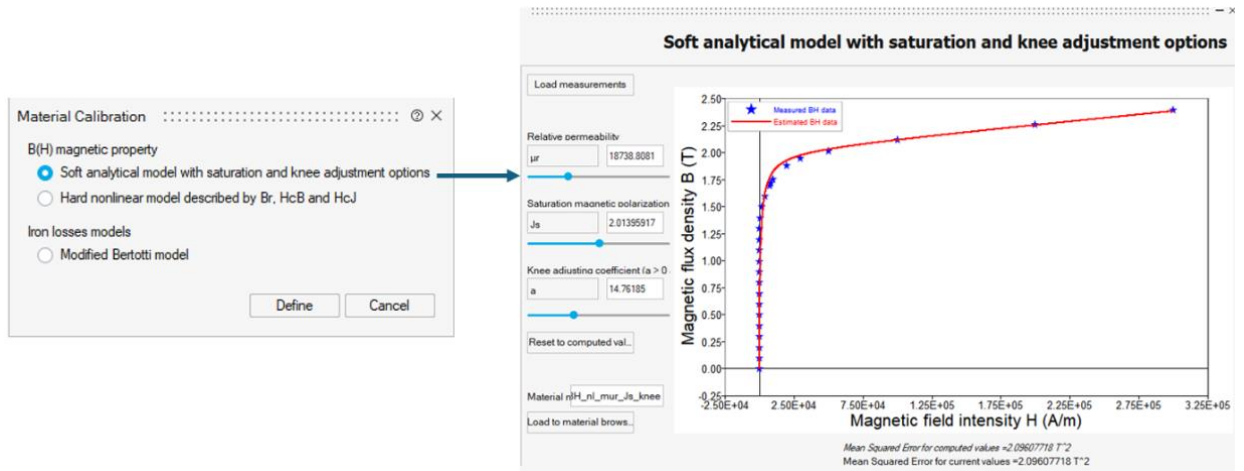 Material Calibration
B(H) magnetic property
Soft analytical model with saturation and knee adjustment options
Hard nonlinear model described by Br, HcB and HcJ
Iron losses models
Modified Bertotti model
Define
Cancel
Soft analytical model with saturation and knee adjustment options
Load measurements
Relative permeability
μr
18738.8081
Saturation magnetic polarization
Js
2.01395917
Knee adjusting coefficient (a > 0
a
14.76185
Reset to computed val..
Material n
BH_nl_mur_Js_knee
Load to material brows..
Measured BH data
Estimated BH data
Magnetic flux density B (T)
2.50
2.25
2.00
1.75
1.50
1.25
1.00
0.75
0.50
0.25
0.00
-0.25
-2.50E+04
2.50E+04
7.50E+04
1.25E+05
1.75E+05
2.25E+05
2.75E+05
3.25E+05
Magnetic field intensity H (A/m)
Mean Squared Error for computed values =2.09607718 T^2
Mean Squared Error for current values =2.09607718 T^2